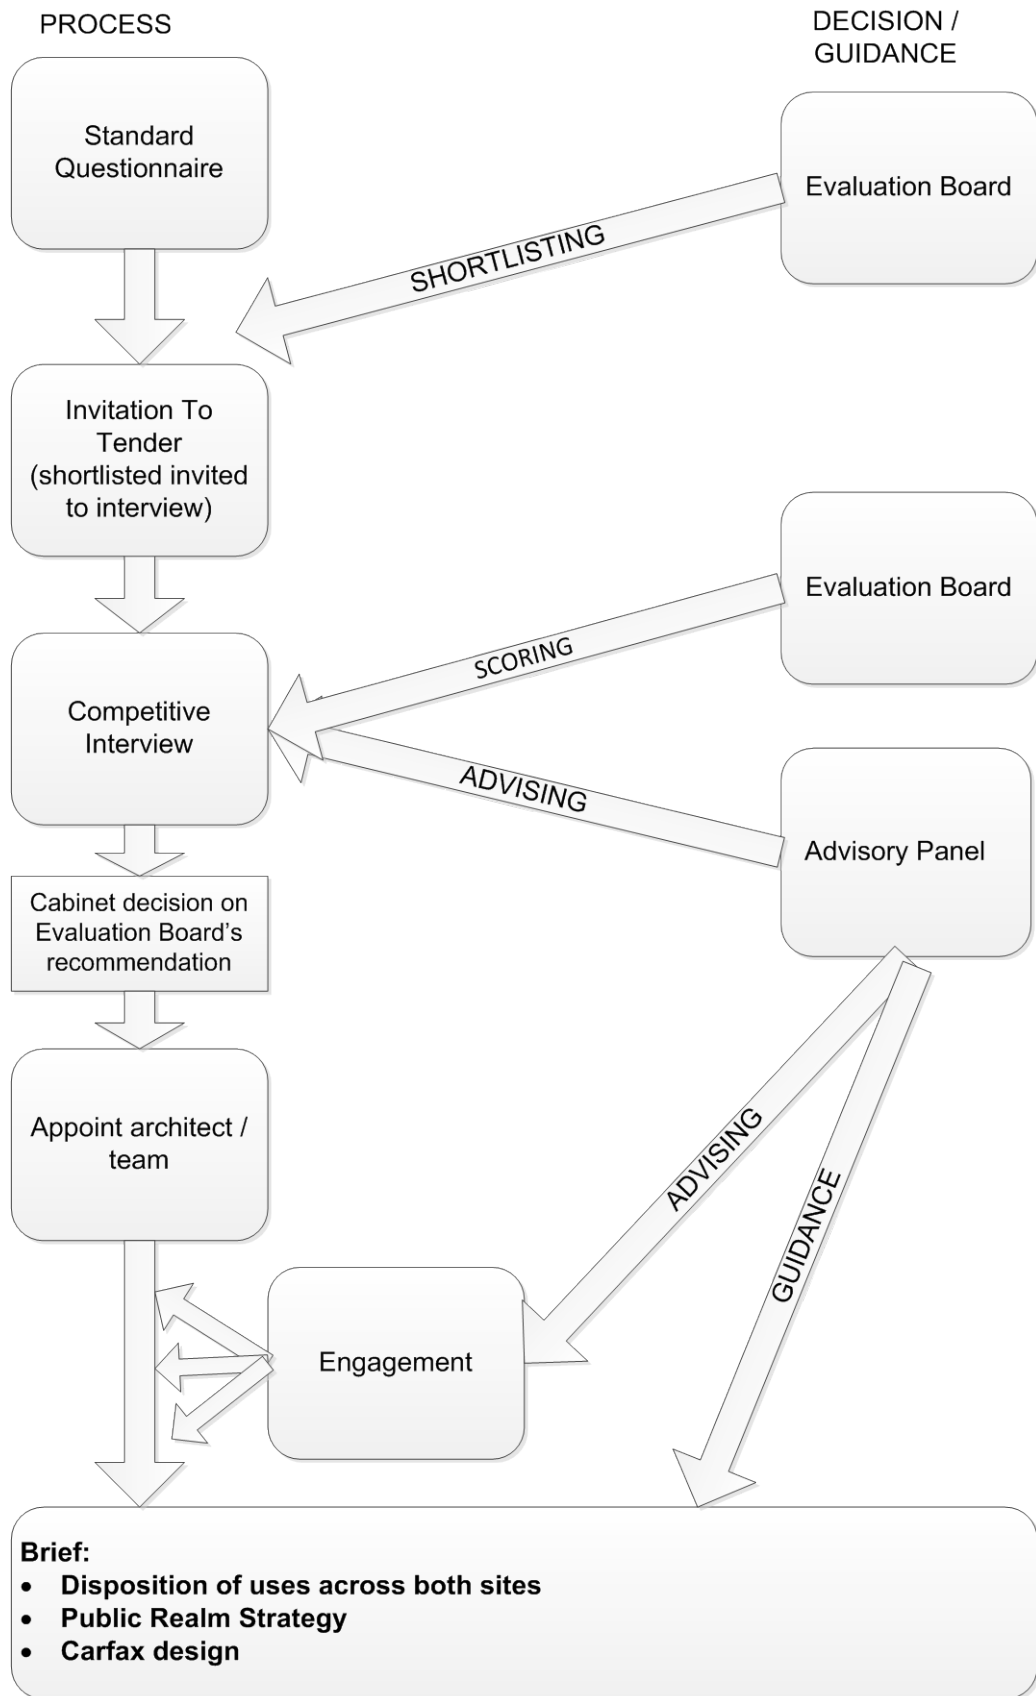 PROCESS
DECISION /
GUIDANCE
Standard
Questionnaire
Evaluation Board
SHORTLISTING
Invitation To
Tender
(shortlisted invited
to interview)
Evaluation Board
SCORING
Competitive
Interview
ADVISING
Advisory Panel
Cabinet decision on
Evaluation Board's
recommendation
Appoint architect /
team
ADVISING
GUIDANCE
Engagement
Brief:
• Disposition of uses across both sites
• Public Realm Strategy
• Carfax design